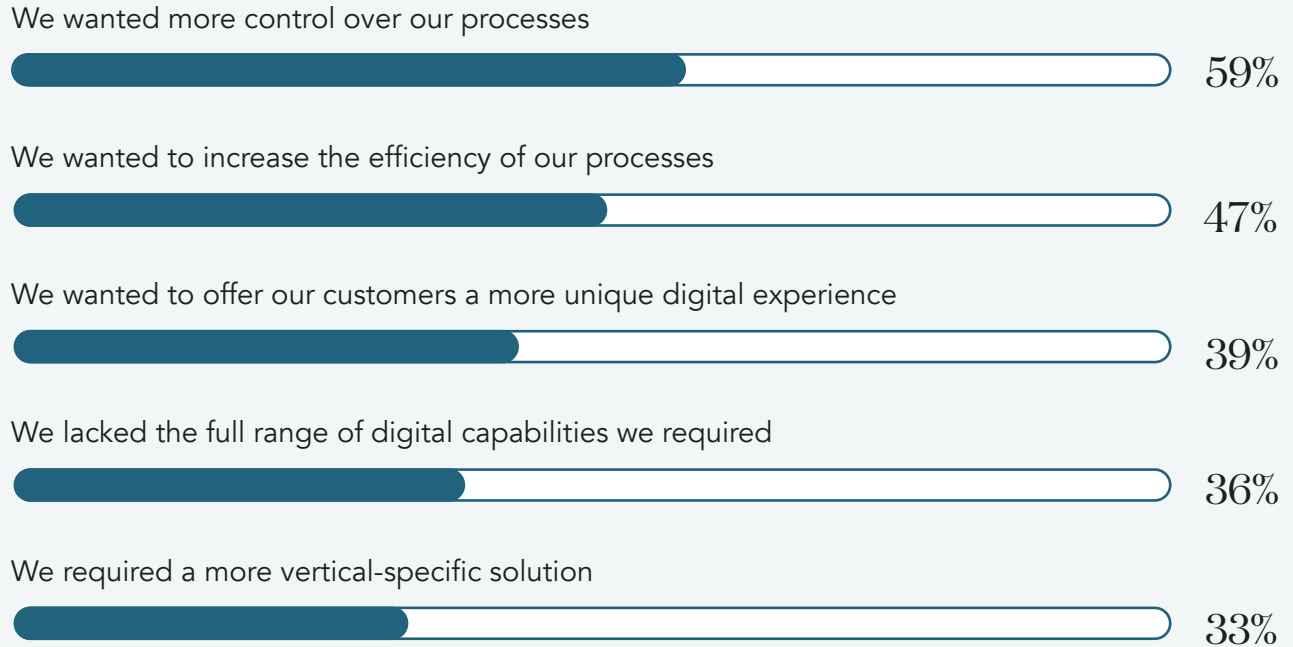 We wanted more control over our processes
59%
We wanted to increase the efficiency of our processes
47%
We wanted to offer our customers a more unique digital experience
39%
We lacked the full range of digital capabilities we required
36%
We required a more vertical-specific solution
33%